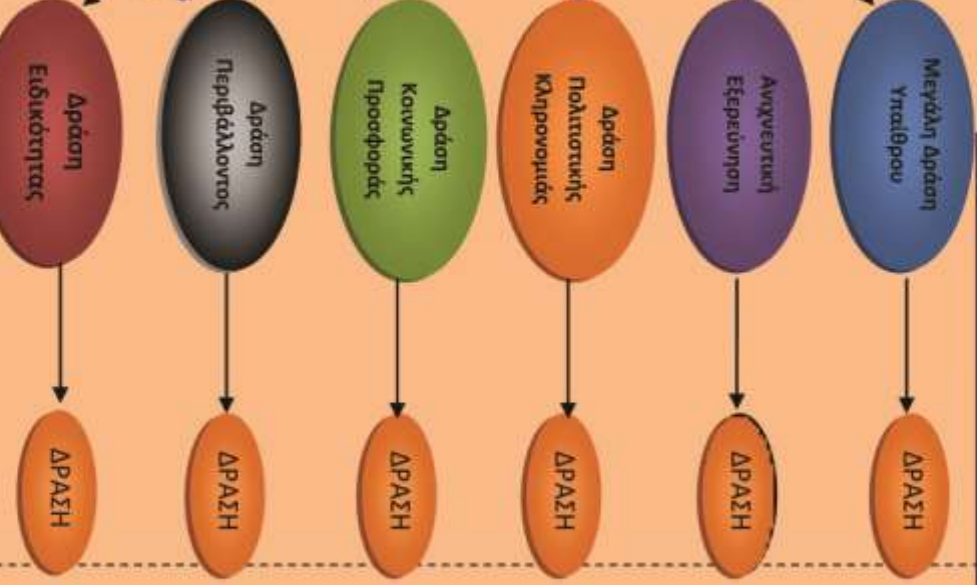 Μεγάλη Δράση
Υπαίθρου
Ανιχνευτική
Εξερεύνηση
Δράση
Πολιτιστικής
Κληρονομιάς
Δράση
Κοινωνικής
Προσφοράς
Δράση
Περιβάλλοντος
Δράση
Ειδικότητας
ΔΡΑΣΗ
ΔΡΑΣΗ
ΔΡΑΣΗ
ΔΡΑΣΗ
ΔΡΑΣΗ
ΔΡΑΣΗ